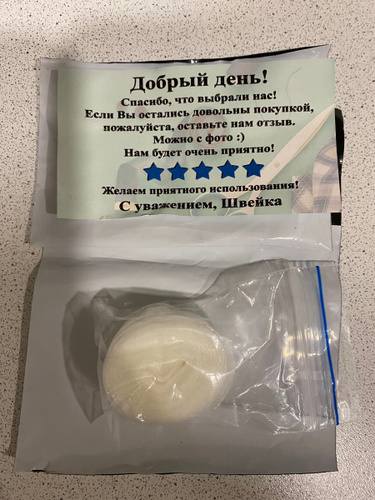 Добрый день!
Спасибо, что выбрали нас!
Если Вы остались довольны покупкой,
пожалуйста, оставьте нам отзыв.
Можно с фото :)
Нам будет очень приятно!
Желаем приятного использования!
С уважением, Швейка